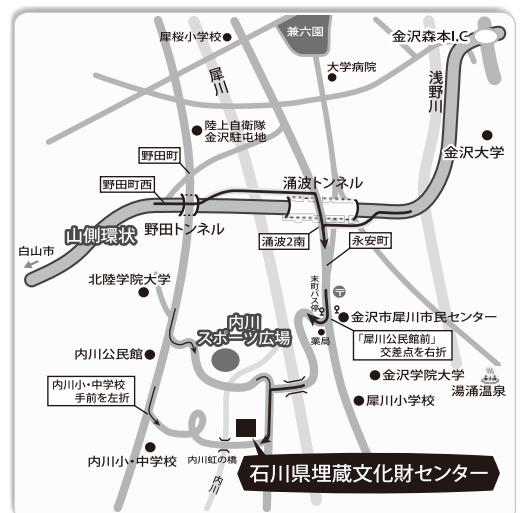 兼六園
犀桜小学校
金沢森本I.C
大学病院
犀川
浅野川
陸上自衛隊
金沢駐屯地
金沢大学
野田町
野田町西
涌波トンネル
山側環状
野田トンネル
涌波2南
永安町
白山市
北陸学院大学
末町バス停
〒
金沢市犀川市民センター
内川
スポーツ広場
薬局
「犀川公民館前」
交差点を右折
内川公民館
金沢学院大学
湯涌温泉
内川小・中学校
手前を左折
犀川小学校
内川小・中学校
内川虹の橋
内川
石川県埋蔵文化財センター